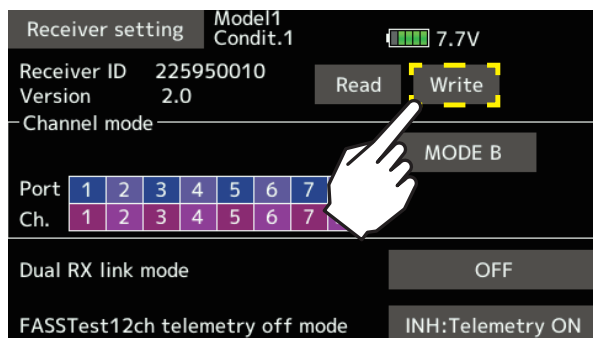 Receiver setting Model1
Condit.1 7.7V
Receiver ID 225950010 Read Write
Version 2.0
Channel mode
MODE B
Port 1 2 3 4 5 6 7
Ch. 1 2 3 4 5 6 7
Dual RX link mode OFF
FASSTest12ch telemetry off mode INH:Telemetry ON